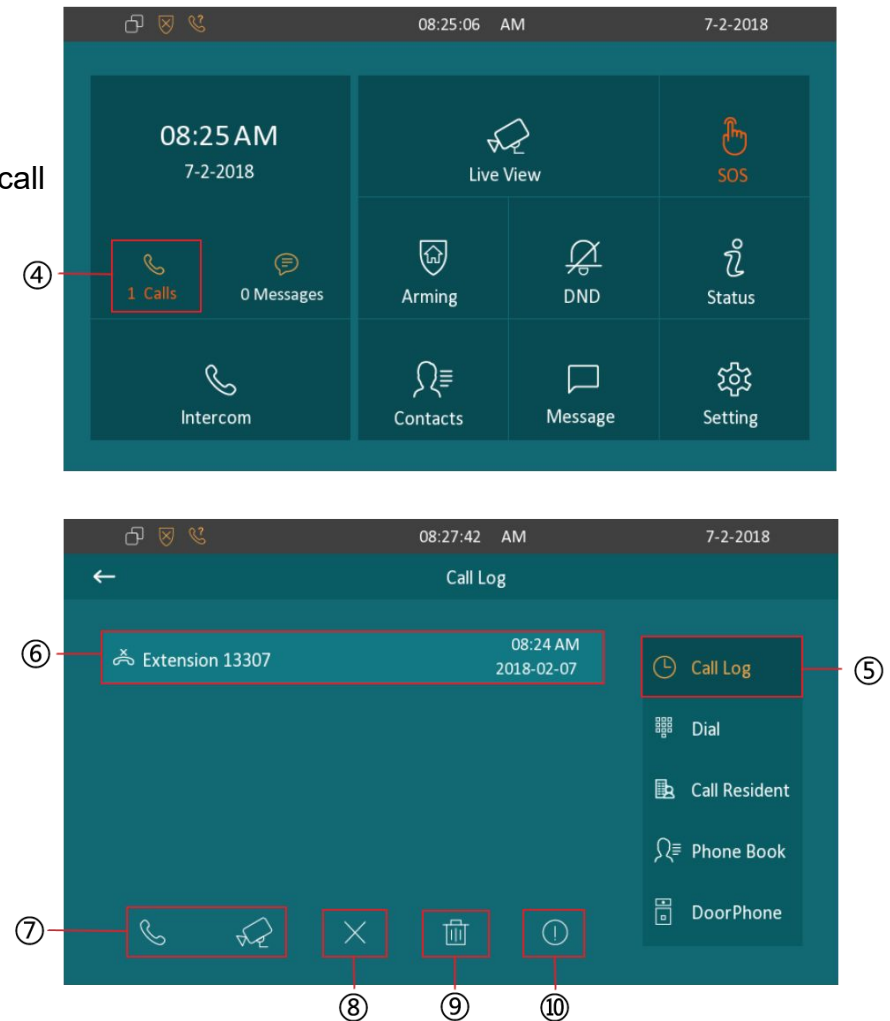 08:25:06 AM 7-2-2018
08:25 AM
7-2-2018
call
Live View
SOS
④
1 Calls
0 Messages
Arming
DND
Status
Intercom
Contacts
Message
Setting
08:27:42 AM 7-2-2018
Call Log
⑥
Extension 13307
08:24 AM
2018-02-07
Call Log
⑤
Dial
Call Resident
Phone Book
DoorPhone
⑦
⑧ ⑨ ⑩